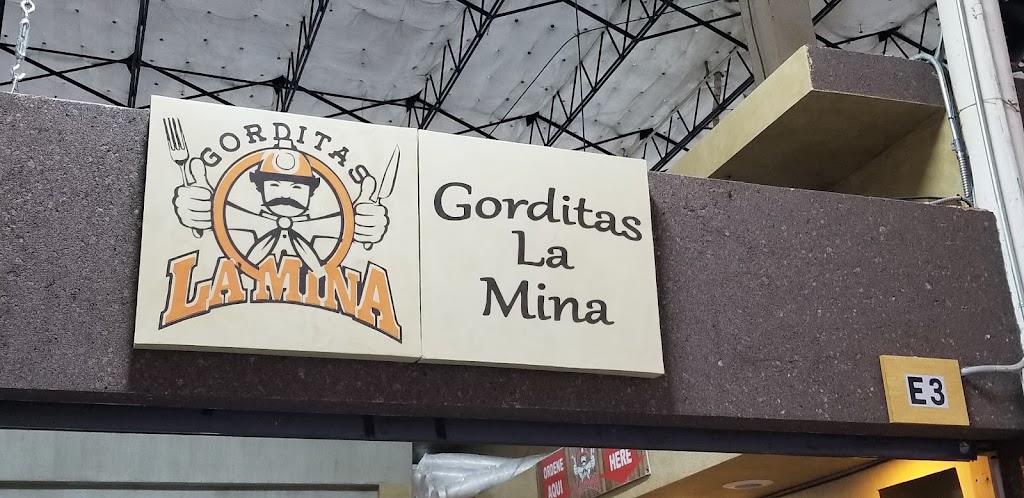 GORDITAS
LA MINA
Gorditas
La
Mina
E3
ORDENE
AQUI
HERE